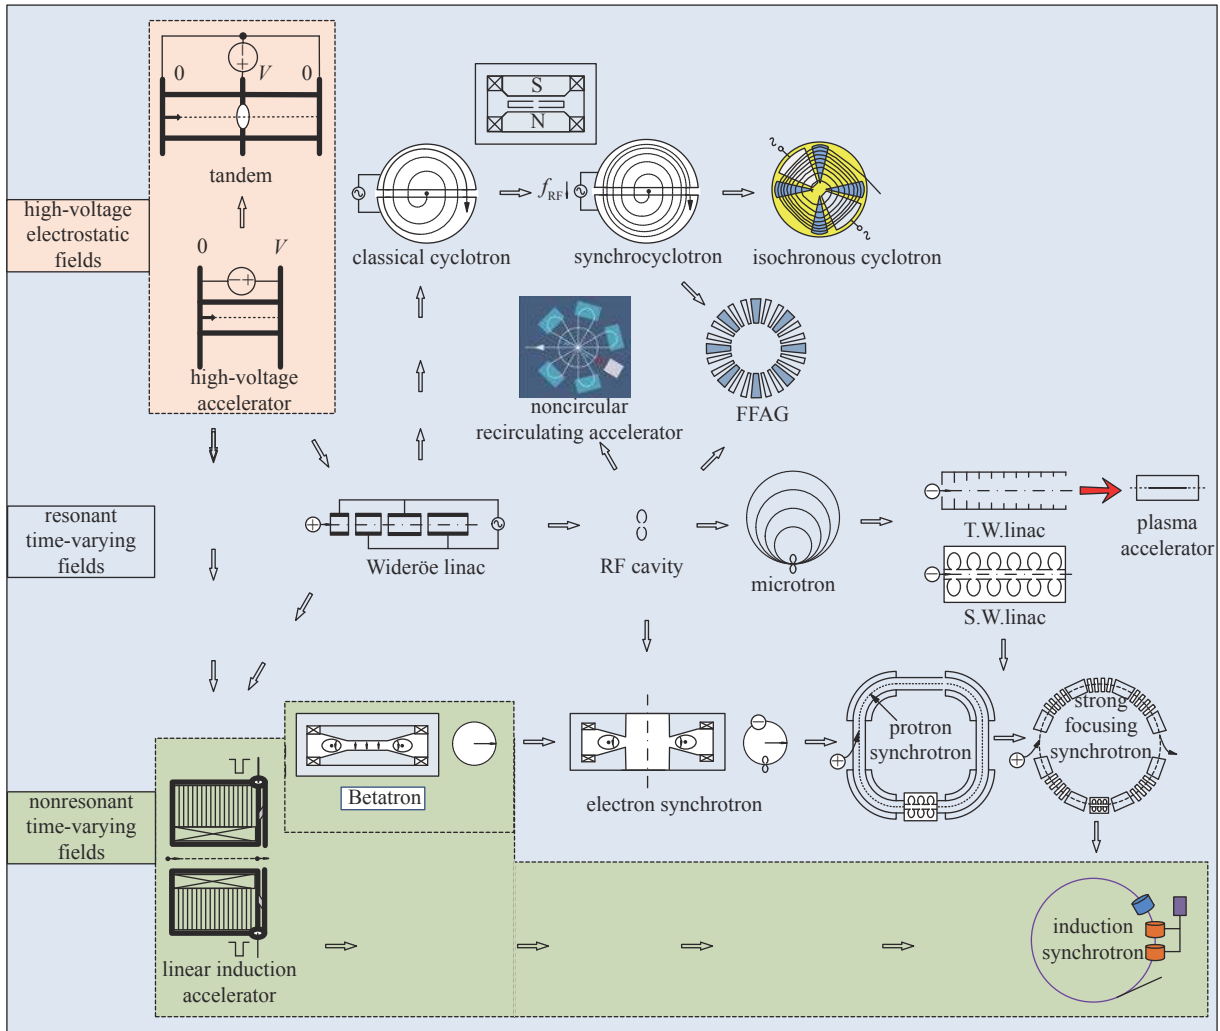 0
V
0
tandem
high-voltage
electrostatic
fields
0
V
high-voltage
accelerator
S
N
classical cyclotron
fRF
synchrocyclotron
isochronous cyclotron
noncircular
recirculating accelerator
FFAG
resonant
time-varying
fields
Wideröe linac
RF cavity
microtron
T.W.linac
S.W.linac
plasma
accelerator
nonresonant
time-varying
fields
Betatron
electron synchrotron
protron
synchrotron
strong
focusing
synchrotron
linear induction
accelerator
induction
synchrotron